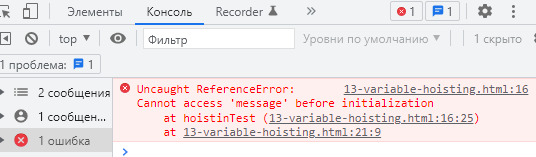 Элементы Консоль Recorder 1 1
top Фильтр Уровни по умолчанию 1 скрыто
1 проблема: 1
2 сообщения
1 сообщен...
1 ошибка
Uncaught ReferenceError: 13-variable-hoisting.html:16
Cannot access 'message' before initialization
at hoistinTest (13-variable-hoisting.html:16:25)
at 13-variable-hoisting.html:21:9